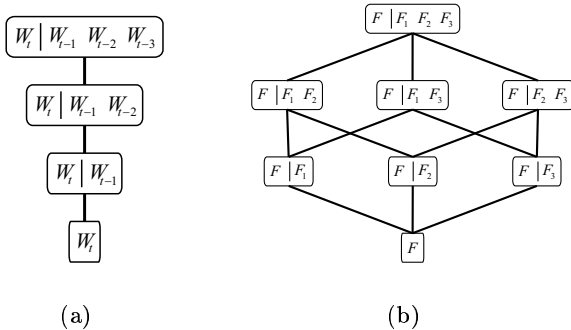 W_t | W_{t-1} W_{t-2} W_{t-3}
W_t | W_{t-1} W_{t-2}
W_t | W_{t-1}
W_t
(a)
F | F_1 F_2 F_3
F | F_1 F_2
F | F_1 F_3
F | F_2 F_3
F | F_1
F | F_2
F | F_3
F
(b)